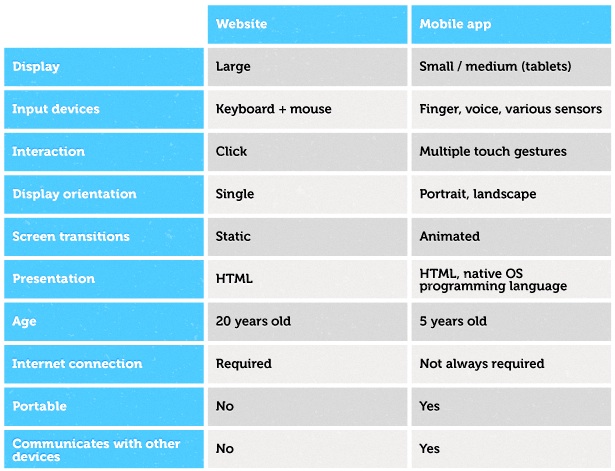 Website Mobile app
Display Large Small / medium (tablets)
Input devices Keyboard + mouse Finger, voice, various sensors
Interaction Click Multiple touch gestures
Display orientation Single Portrait, landscape
Screen transitions Static Animated
Presentation HTML HTML, native OS
programming language
Age 20 years old 5 years old
Internet connection Required Not always required
Portable No Yes
Communicates with other
devices No Yes